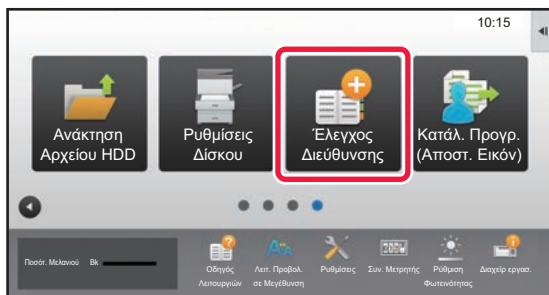 10:15
Ανάκτηση
Αρχείου HDD
Ρυθμίσεις
Δίσκου
Έλεγχος
Διεύθυνσης
Κατάλ. Προγρ.
(Αποστ. Εικόν)
Ποσότ. Μελανιού Bk
Οδηγός
Λειτουργιών
Λειτ. Προβολ.
σε Μεγέθυνση
Ρυθμίσεις
Συν. Μετρητής
Ρύθμιση
Φωτεινότητας
Διαχείρ εργασ.